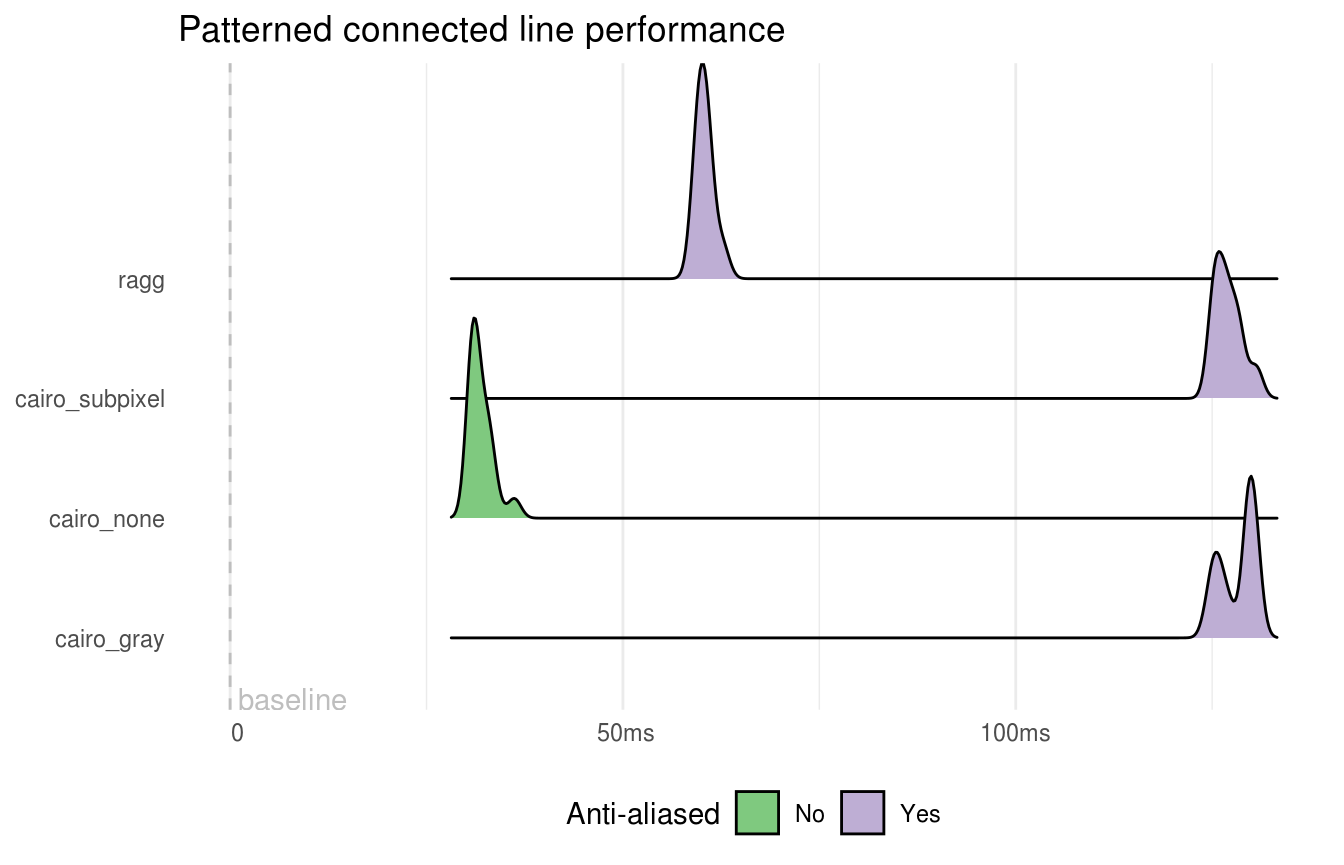 Patterned connected line performance
ragg
cairo_subpixel
cairo_none
cairo_gray
baseline
0 50ms 100ms
Anti-aliased No Yes